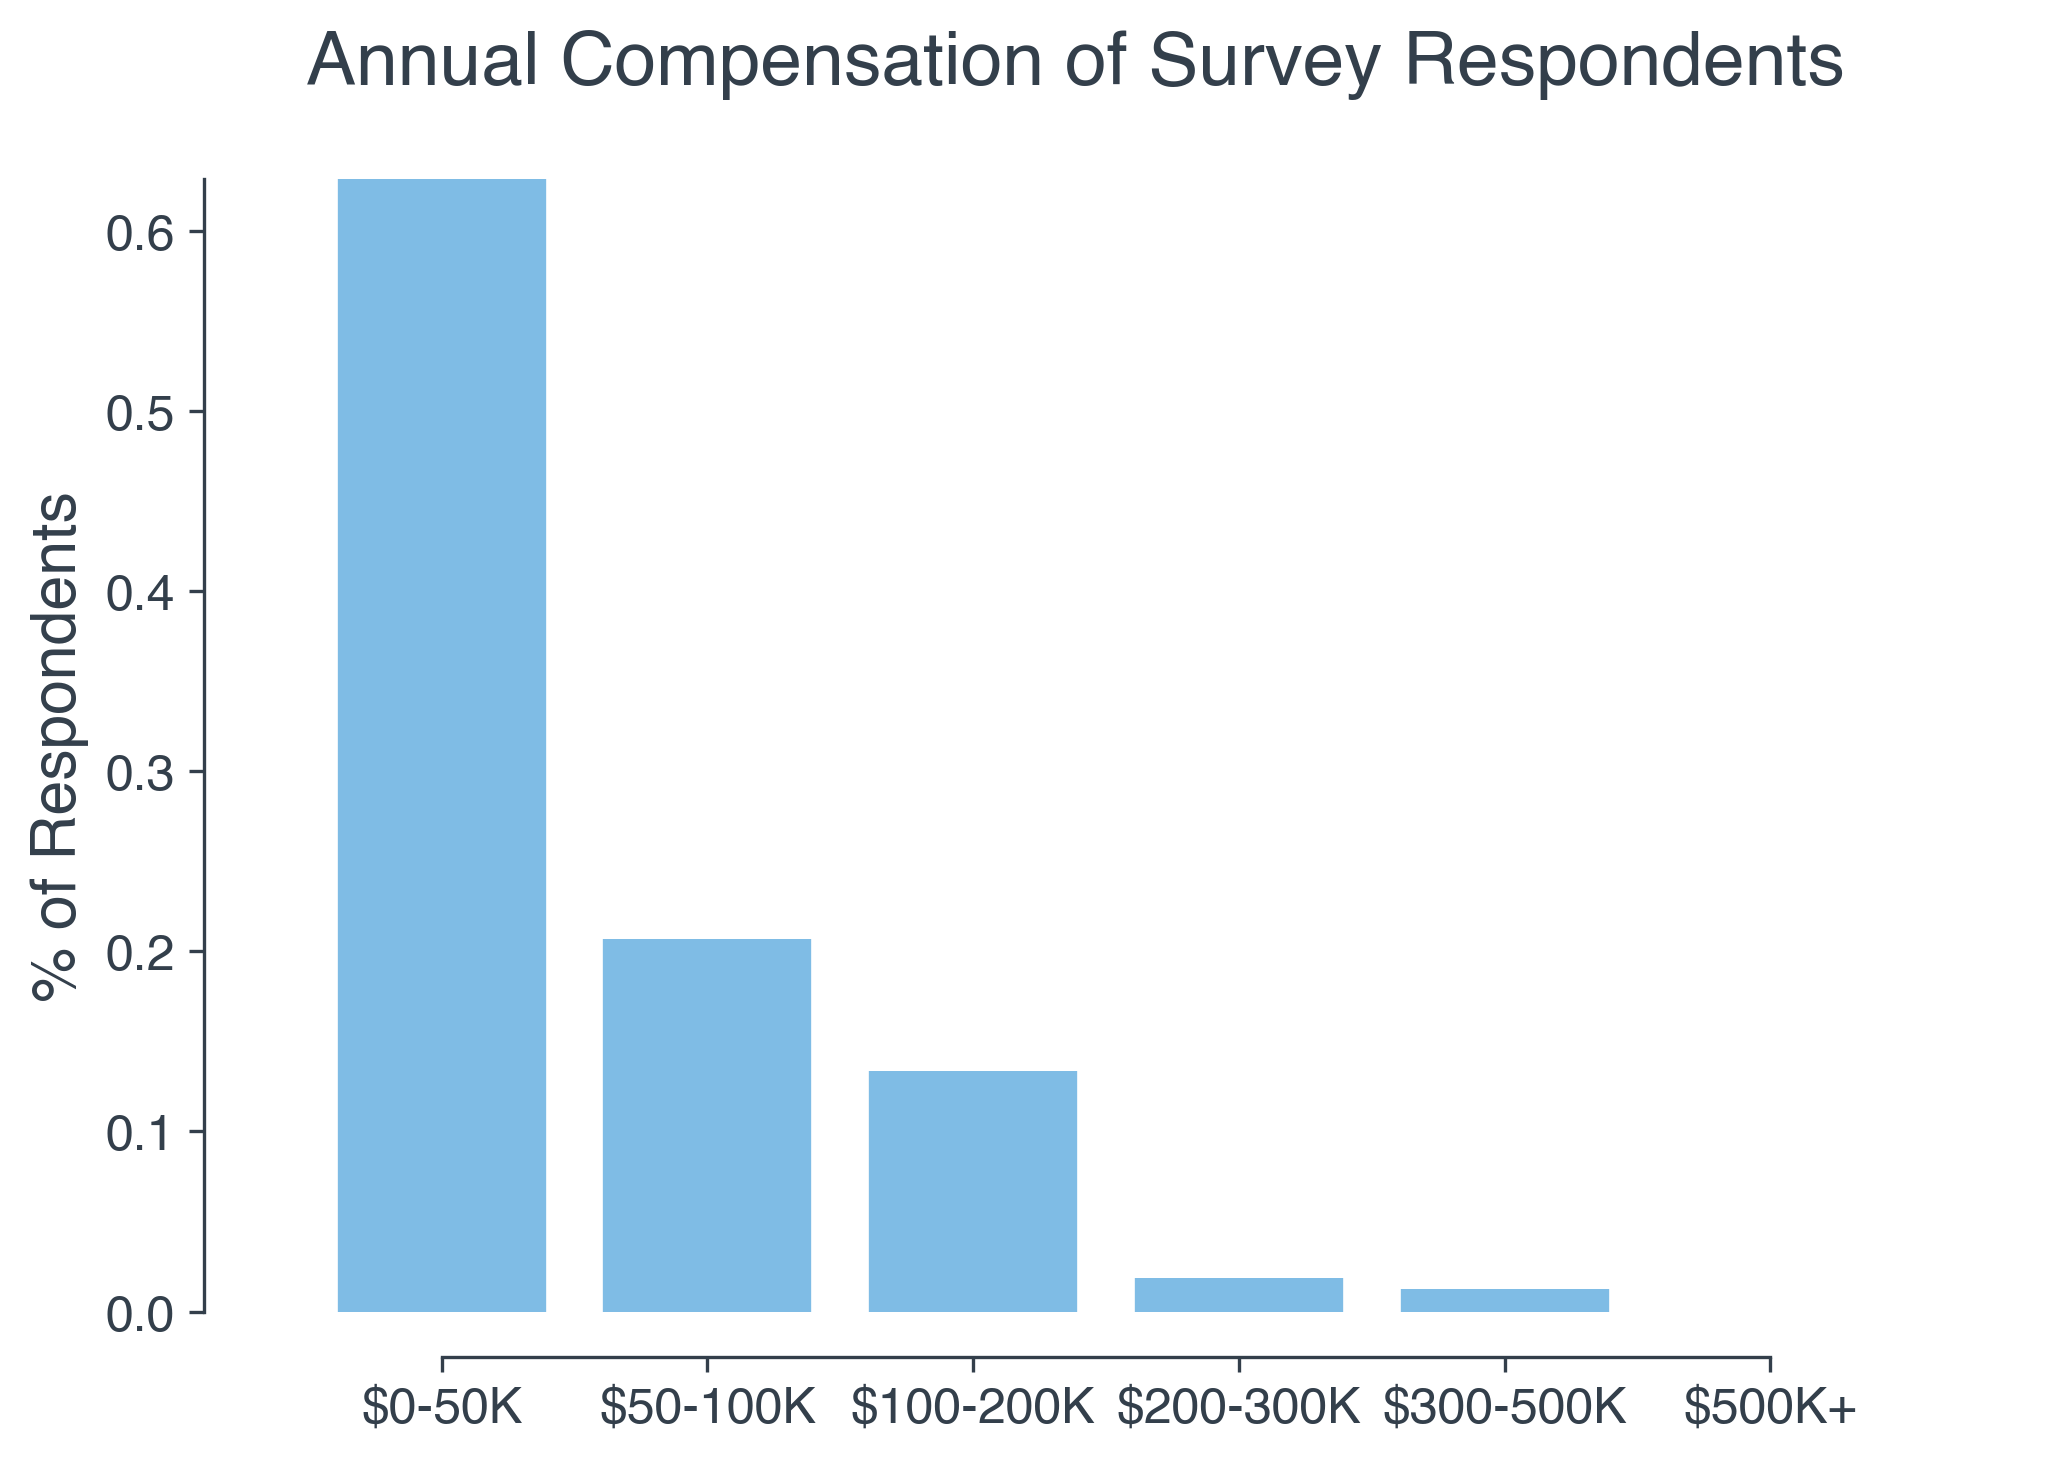 Annual Compensation of Survey Respondents
% of Respondents
0.6
0.5
0.4
0.3
0.2
0.1
0.0
$0-50K
$50-100K
$100-200K
$200-300K
$300-500K
$500K+